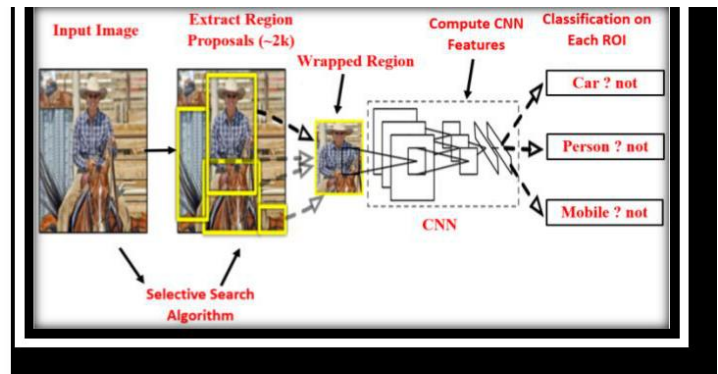 Input Image
Extract Region
Proposals (~2k)
Wrapped Region
Compute CNN
Features
Classification on
Each ROI
Car ? not
Person ? not
Mobile ? not
CNN
Selective Search
Algorithm